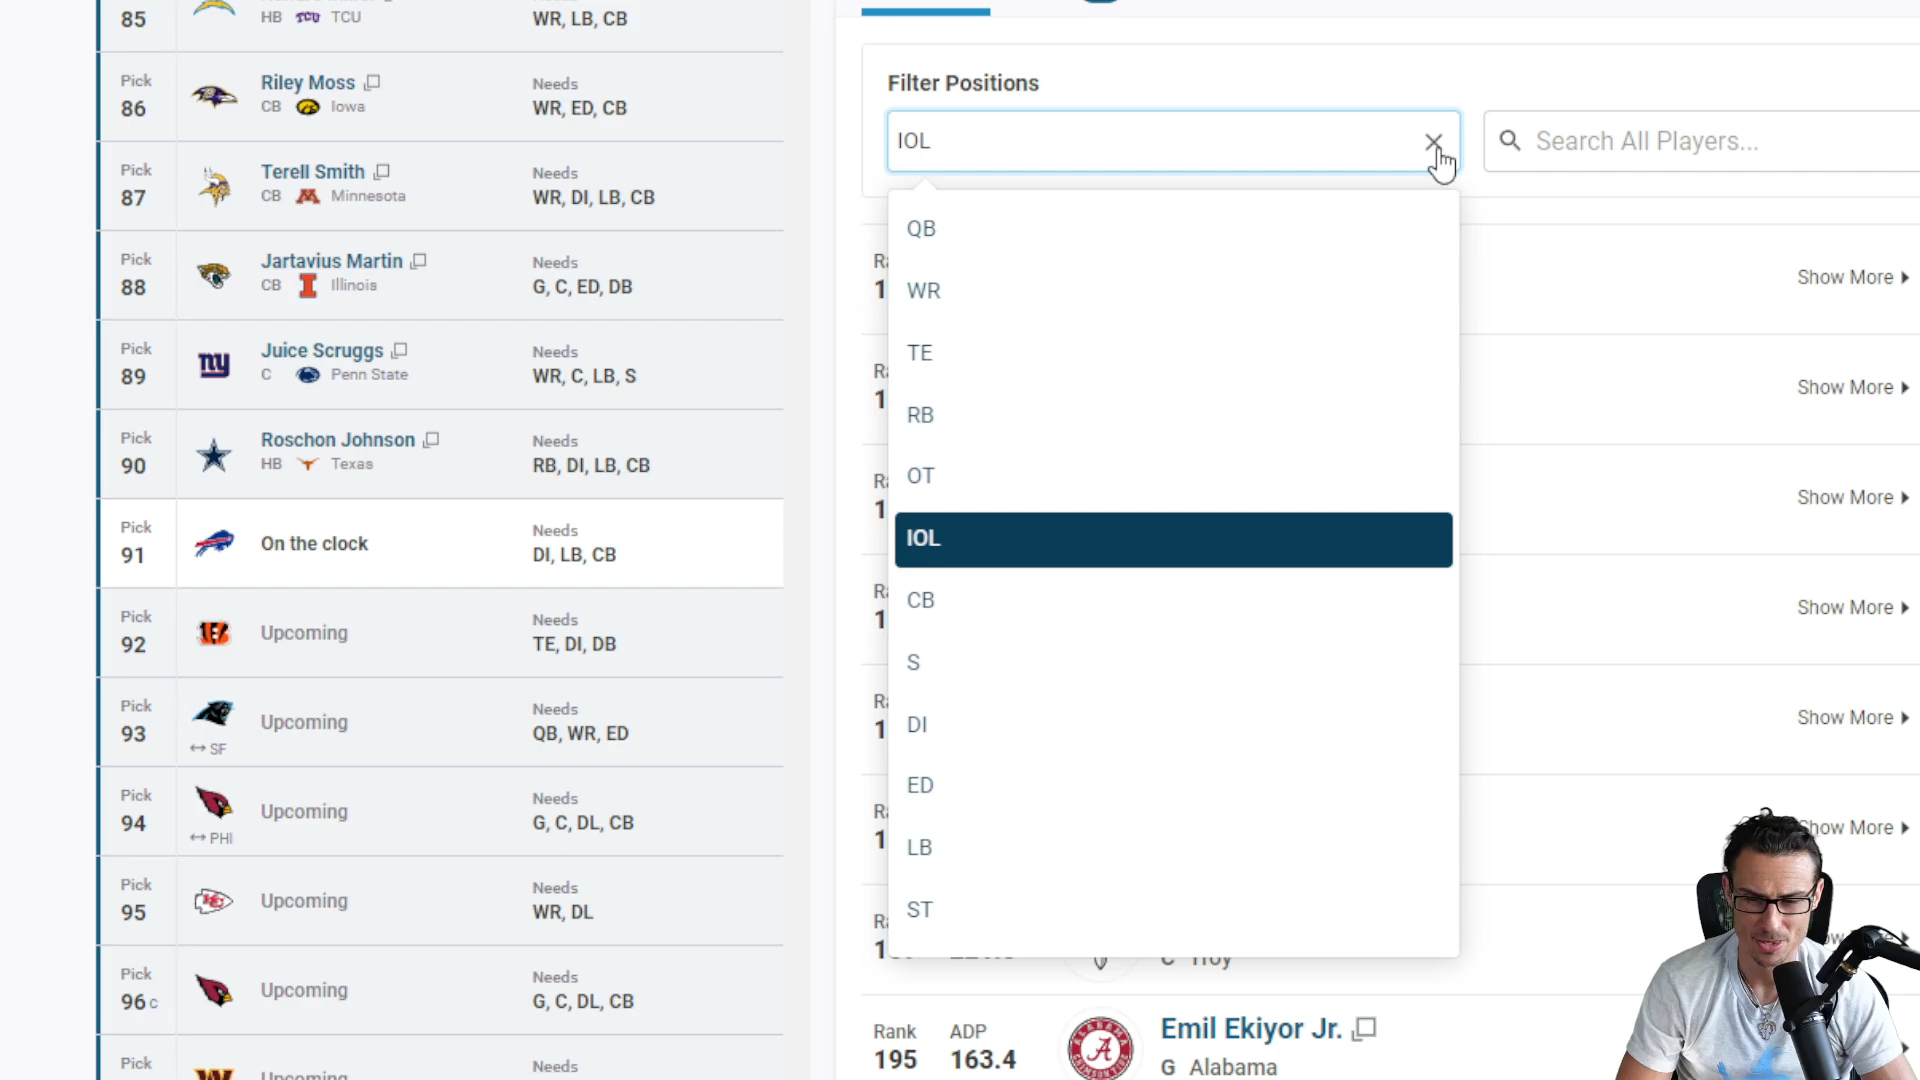 85
HB TCU TCU
WR, LB, CB
Pick
86
Riley Moss
CB Iowa
Needs
WR, ED, CB
Pick
87
Terell Smith
CB Minnesota
Needs
WR, DI, LB, CB
Pick
88
Jartavius Martin
CB Illinois
Needs
G, C, ED, DB
Pick
89
ny
Juice Scruggs
C Penn State
Needs
WR, C, LB, S
Pick
90
Roschon Johnson
HB Texas
Needs
RB, DI, LB, CB
Pick
91
On the clock
Needs
DI, LB, CB
Pick
92
Upcoming
Needs
TE, DI, DB
Pick
93
↔ SF
Upcoming
Needs
QB, WR, ED
Pick
94
↔ PHI
Upcoming
Needs
G, C, DL, CB
Pick
95
KC
Upcoming
Needs
WR, DL
Pick
96 c
Upcoming
Needs
G, C, DL, CB
Pick
Upcoming
Needs
Filter Positions
IOL
Search All Players...
QB
WR
TE
RB
OT
IOL
CB
S
DI
ED
LB
ST
Show More
Show More
Show More
Show More
Show More
Show More
C Troy
Rank
195
ADP
163.4
Emil Ekiyor Jr.
G Alabama